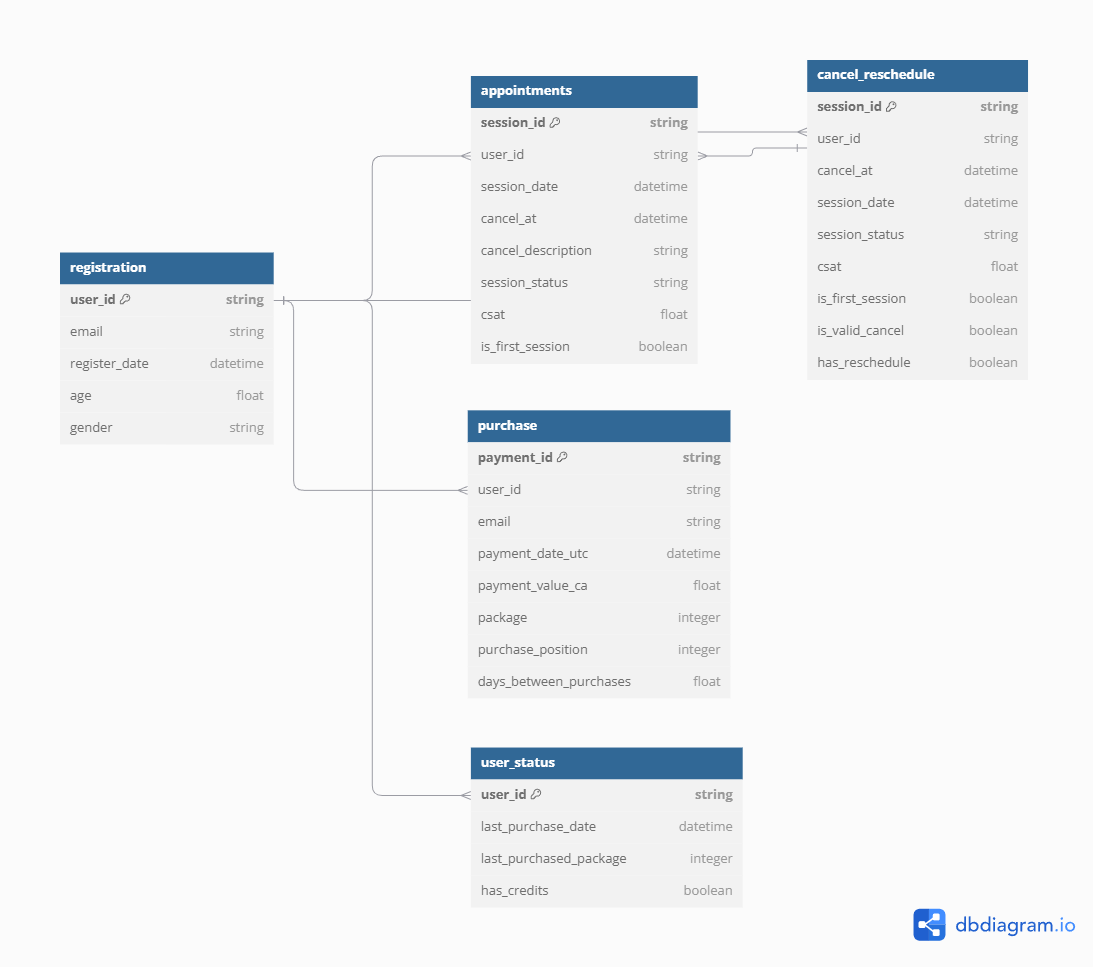 registration
user_id string
email string
register_date datetime
age float
gender string
appointments
session_id string
user_id string
session_date datetime
cancel_at datetime
cancel_description string
session_status string
csat float
is_first_session boolean
cancel_reschedule
session_id string
user_id string
cancel_at datetime
session_date datetime
session_status string
csat float
is_first_session boolean
is_valid_cancel boolean
has_reschedule boolean
purchase
payment_id string
user_id string
email string
payment_date_utc datetime
payment_value_ca float
package integer
purchase_position integer
days_between_purchases float
user_status
user_id string
last_purchase_date datetime
last_purchased_package integer
has_credits boolean
dbdiagram.io